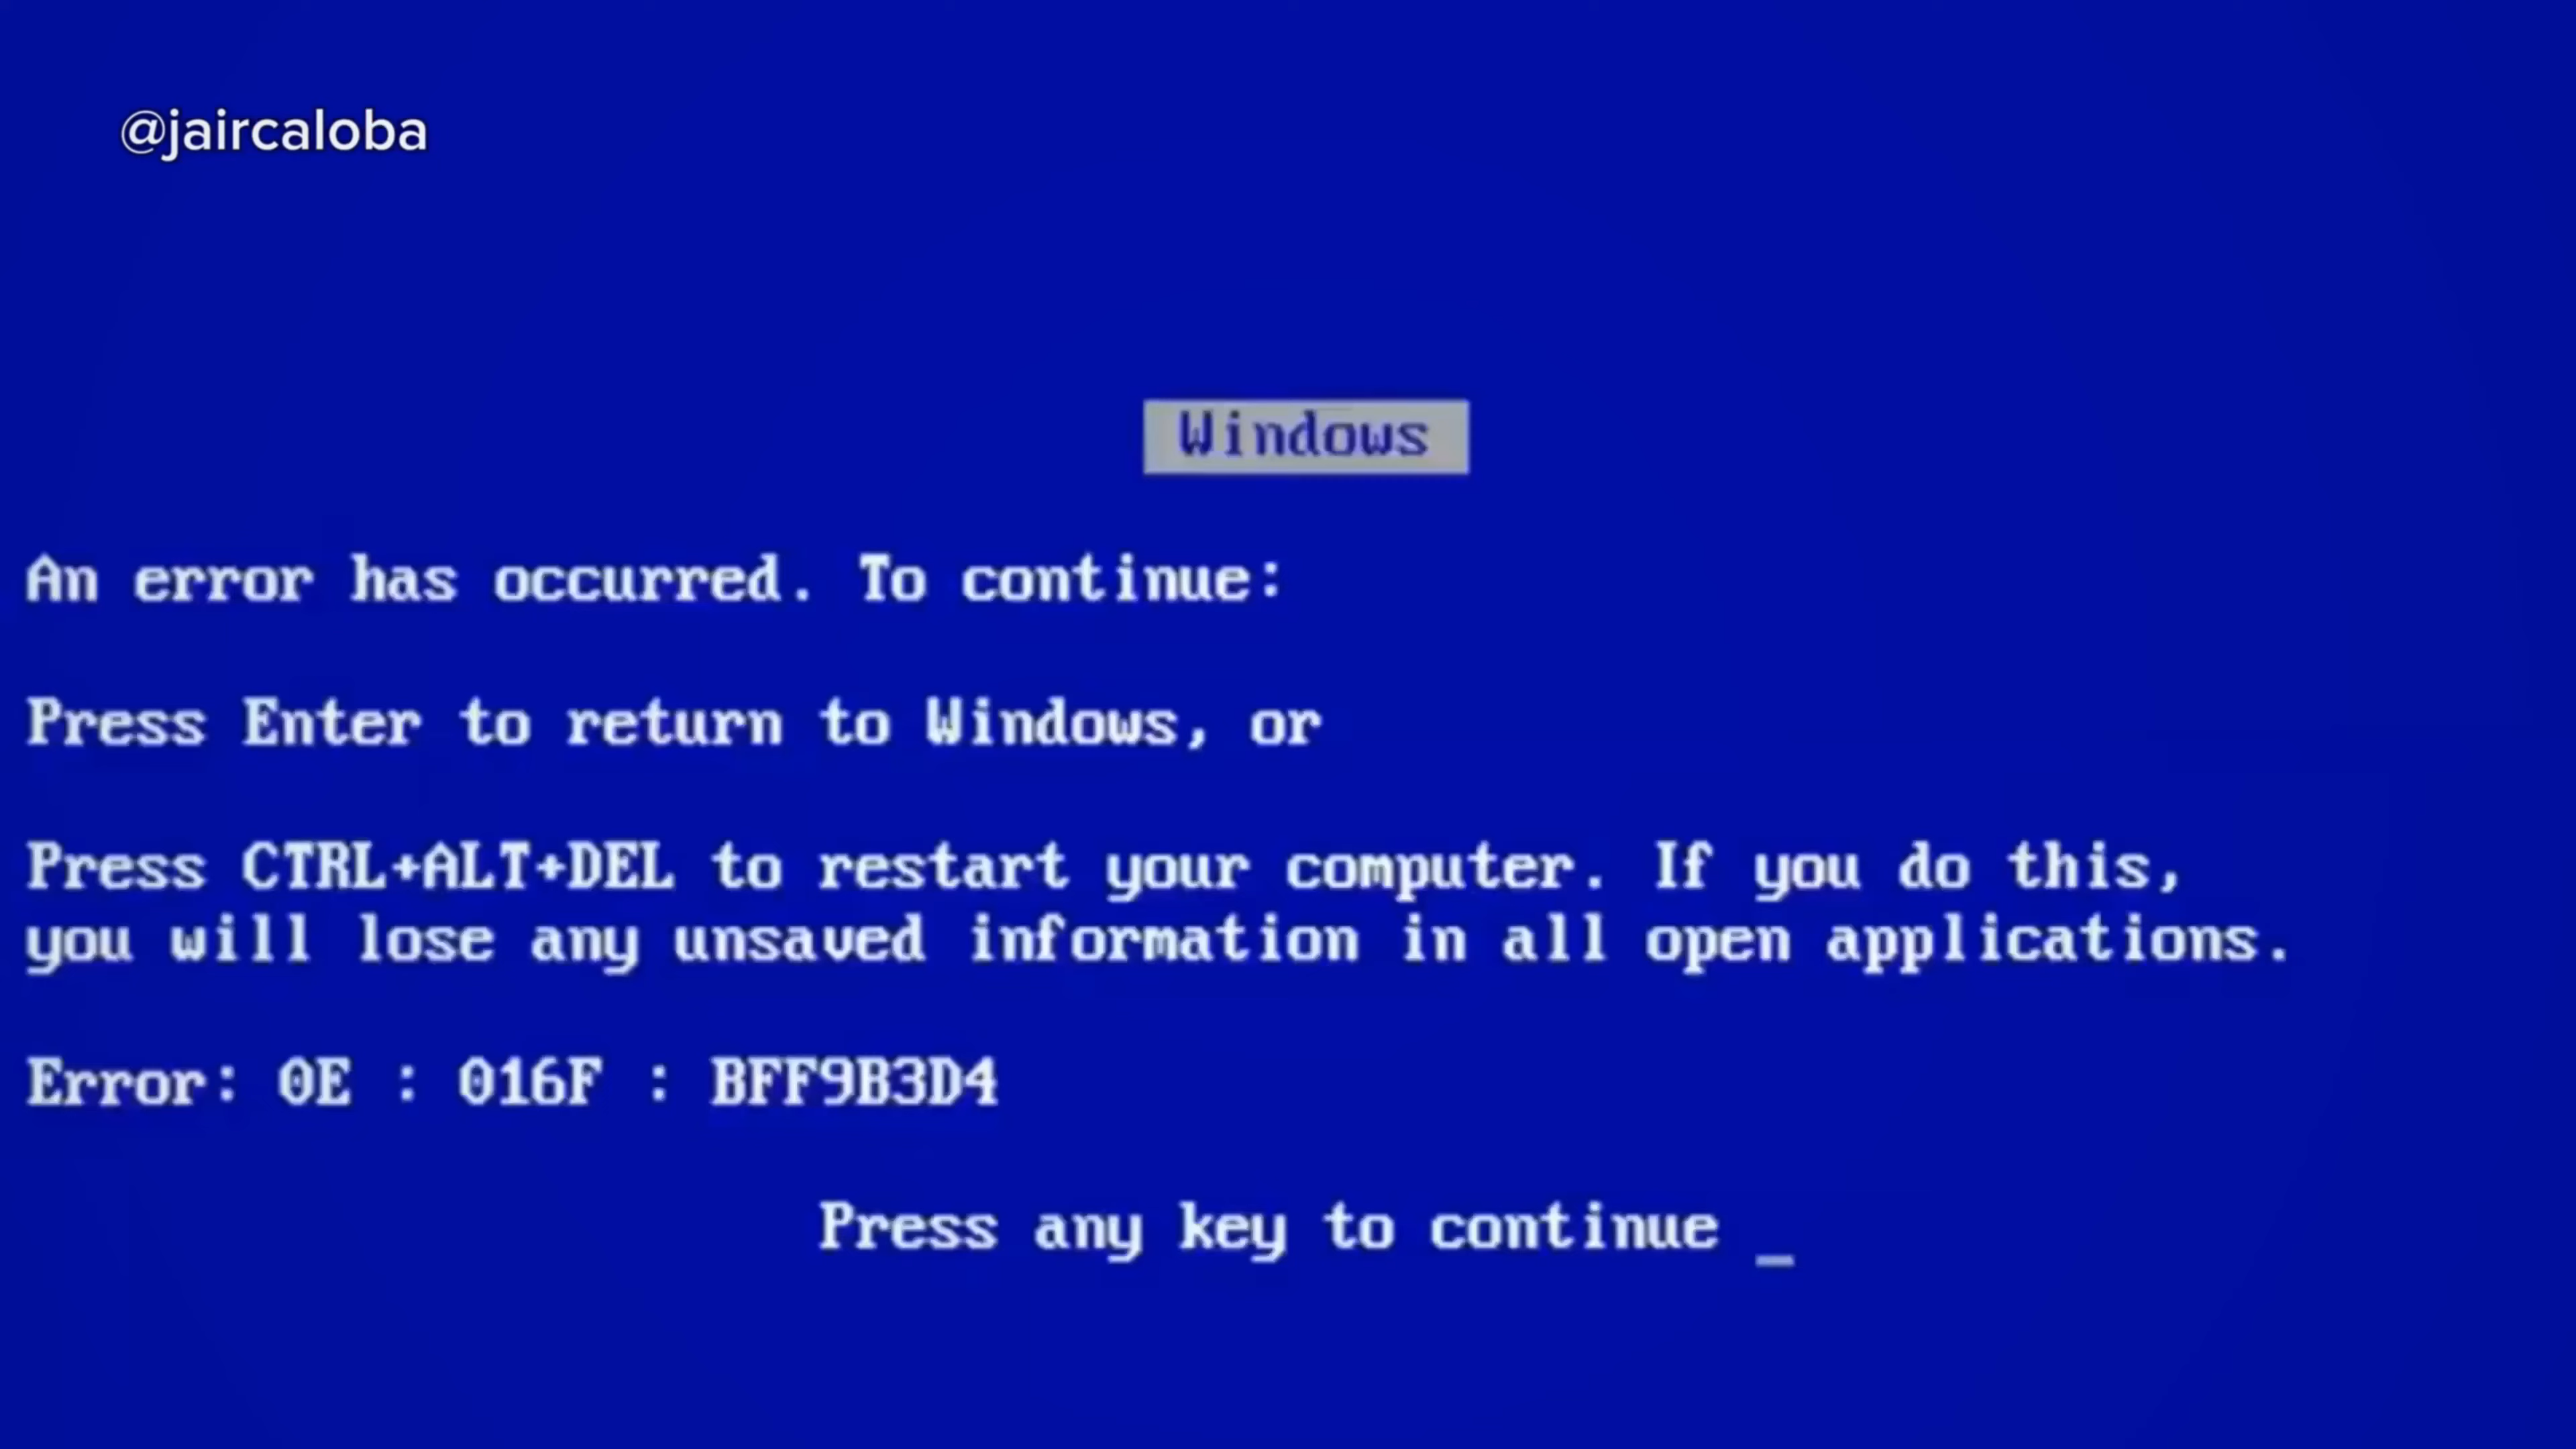 @jaircaloba
Windows
An error has occurred. To continue:
Press Enter to return to Windows, or
Press CTRL+ALT+DEL to restart your computer. If you do this,
you will lose any unsaved information in all open applications.
Error: 0E : 016F : BFF9B3D4
Press any key to continue _